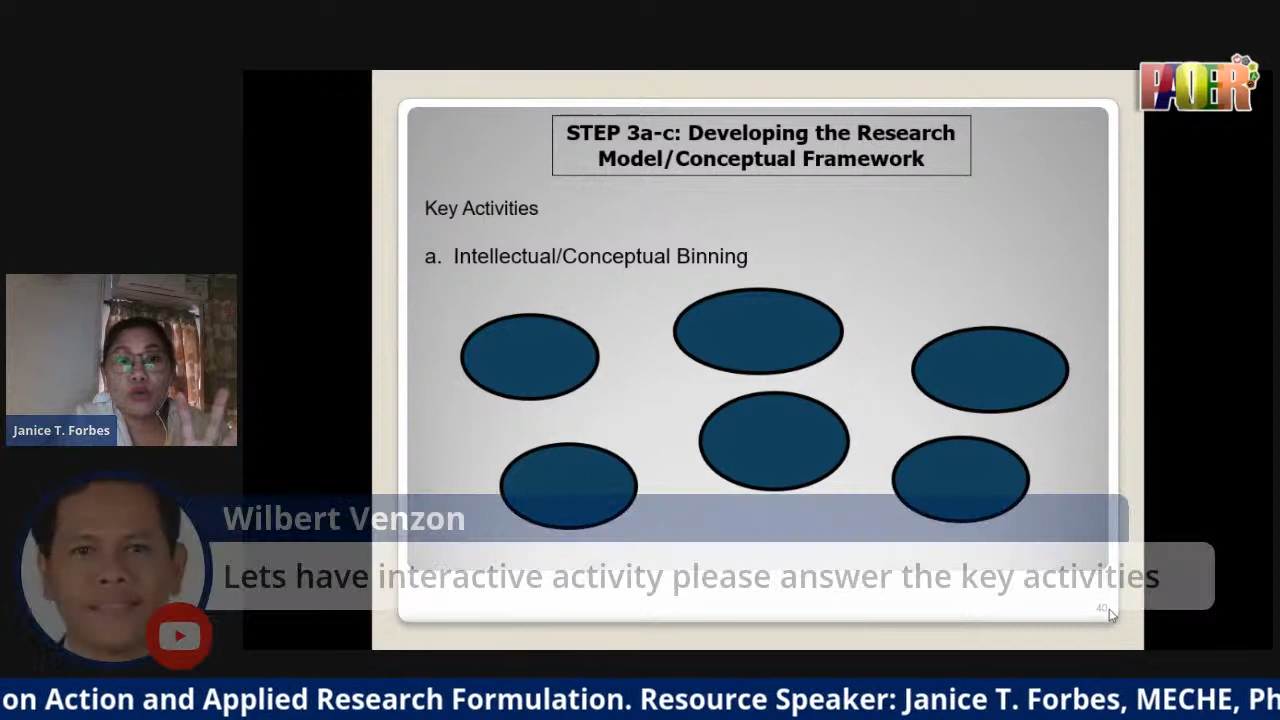 PAOER
STEP 3a-c: Developing the Research
Model/Conceptual Framework
Key Activities
a. Intellectual/Conceptual Binning
Janice T. Forbes
Wilbert Venzon
Lets have interactive activity please answer the key activities
40
on Action and Applied Research Formulation. Resource Speaker: Janice T. Forbes, MECHE, Ph